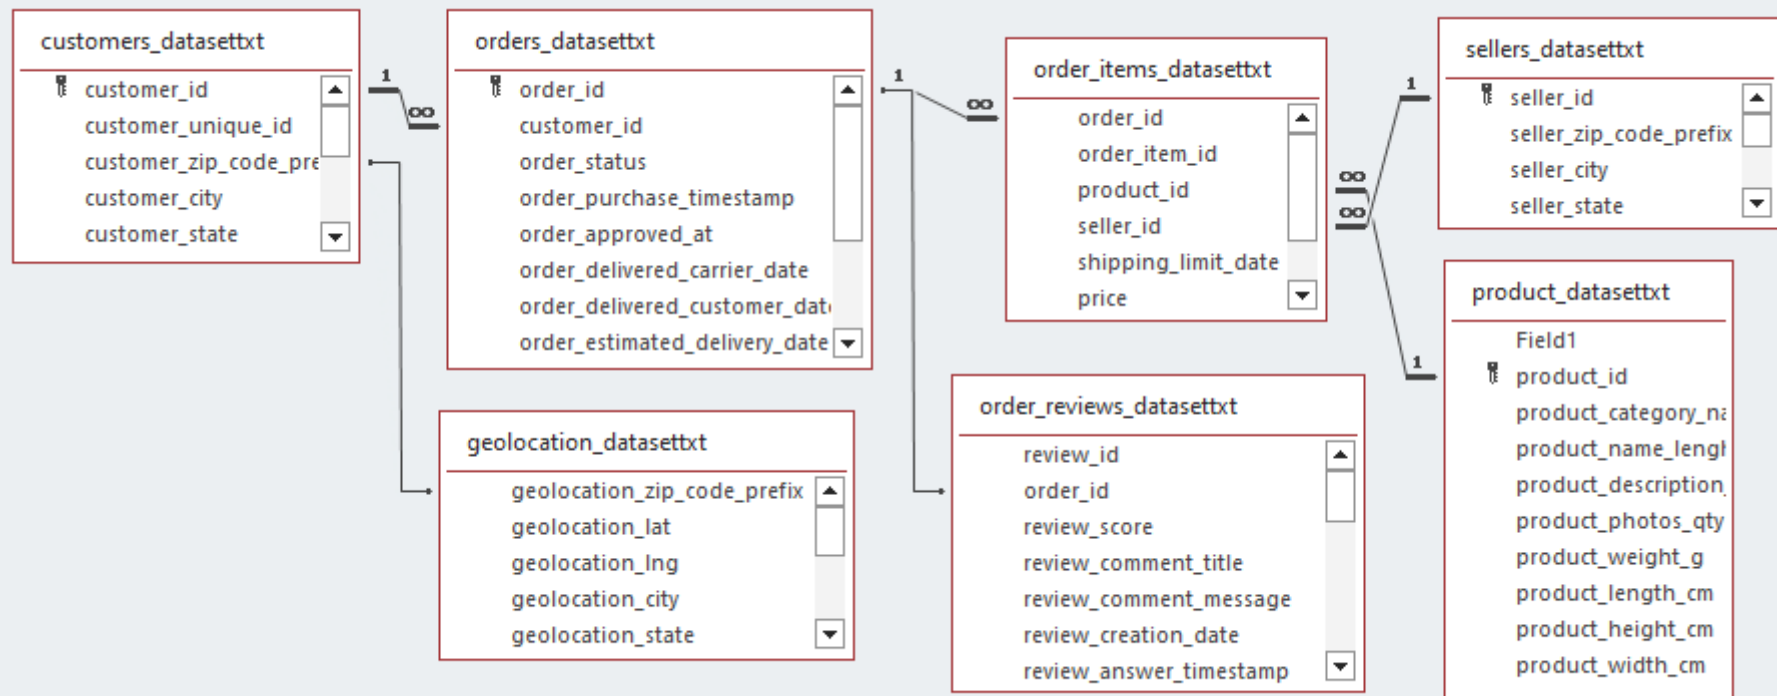 customers_datasettxt
customer_id
customer_unique_id
customer_zip_code_pre
customer_city
customer_state
1
∞
orders_datasettxt
order_id
customer_id
order_status
order_purchase_timestamp
order_approved_at
order_delivered_carrier_date
order_delivered_customer_dat
order_estimated_delivery_date
1
∞
order_items_datasettxt
order_id
order_item_id
product_id
seller_id
shipping_limit_date
price
∞
∞
1
1
sellers_datasettxt
seller_id
seller_zip_code_prefix
seller_city
seller_state
product_datasettxt
Field1
product_id
product_category_na
product_name_lengh
product_description_
product_photos_qty
product_weight_g
product_length_cm
product_height_cm
product_width_cm
geolocation_datasettxt
geolocation_zip_code_prefix
geolocation_lat
geolocation_lng
geolocation_city
geolocation_state
order_reviews_datasettxt
review_id
order_id
review_score
review_comment_title
review_comment_message
review_creation_date
review_answer_timestamp